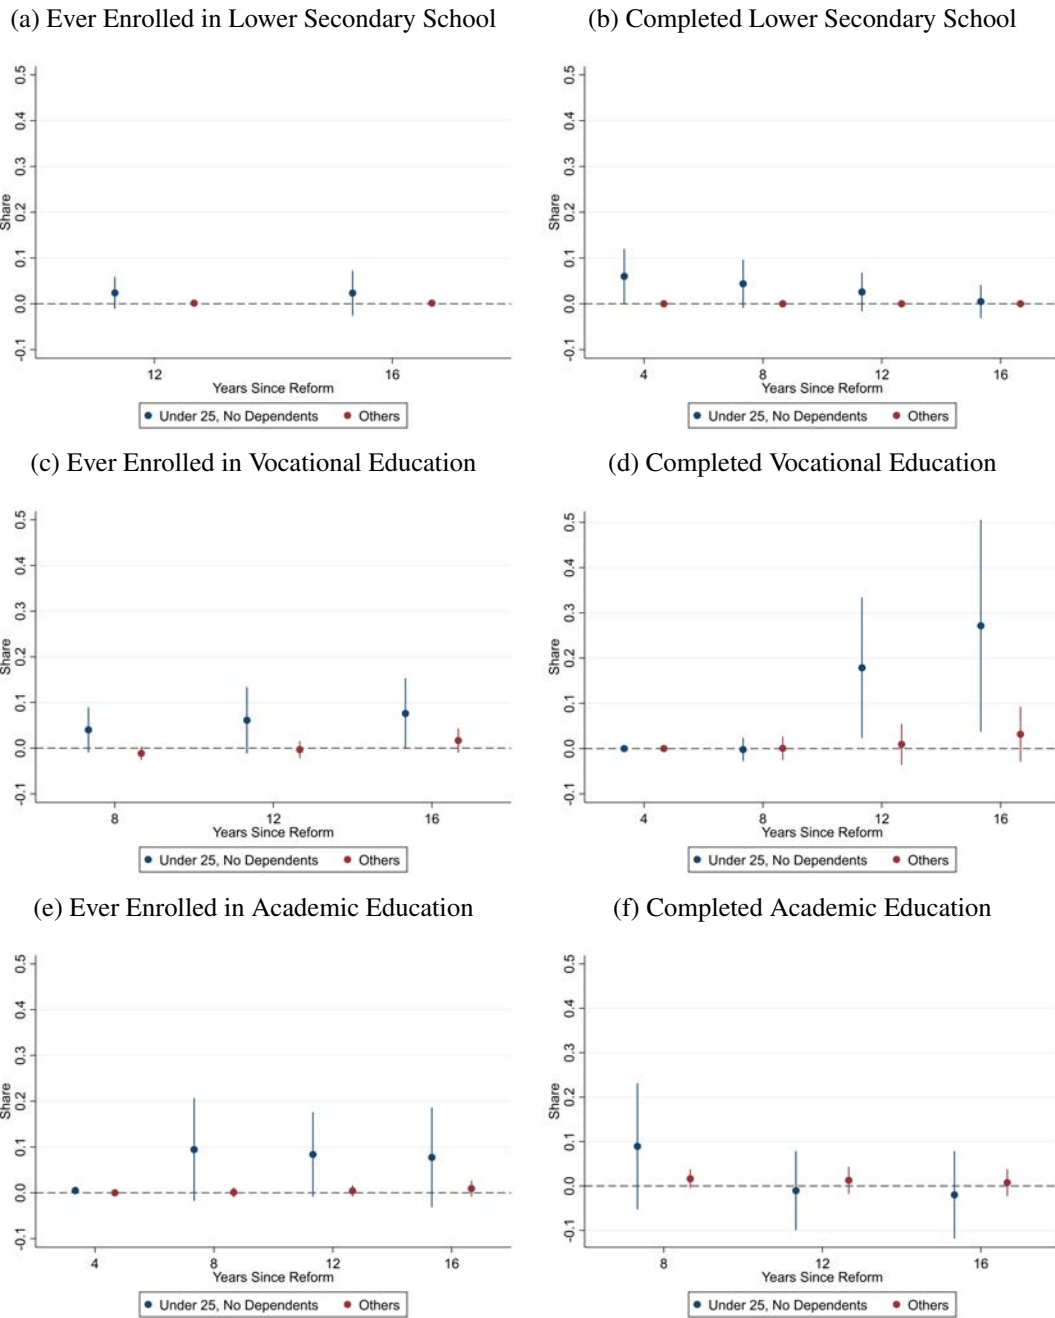 (a) Ever Enrolled in Lower Secondary School
0.5
0.4
0.3
0.2
0.1
0.0
-0.1
Share
12 16
Years Since Reform
Under 25, No Dependents Others
(b) Completed Lower Secondary School
0.5
0.4
0.3
0.2
0.1
0.0
-0.1
Share
4 8 12 16
Years Since Reform
Under 25, No Dependents Others
(c) Ever Enrolled in Vocational Education
0.5
0.4
0.3
0.2
0.1
0.0
-0.1
Share
8 12 16
Years Since Reform
Under 25, No Dependents Others
(d) Completed Vocational Education
0.5
0.4
0.3
0.2
0.1
0.0
-0.1
Share
4 8 12 16
Years Since Reform
Under 25, No Dependents Others
(e) Ever Enrolled in Academic Education
0.5
0.4
0.3
0.2
0.1
0.0
-0.1
Share
4 8 12 16
Years Since Reform
Under 25, No Dependents Others
(f) Completed Academic Education
0.5
0.4
0.3
0.2
0.1
0.0
-0.1
Share
8 12 16
Years Since Reform
Under 25, No Dependents Others